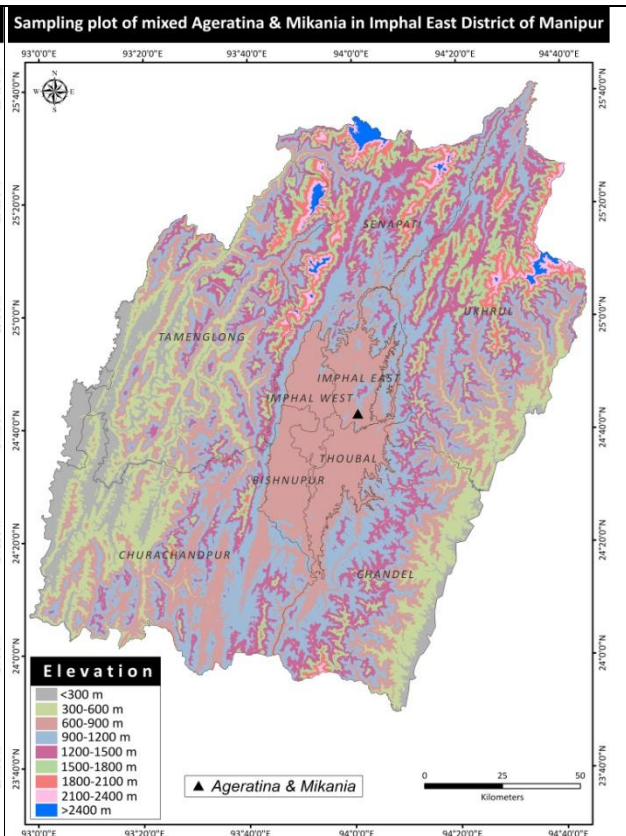 Sampling plot of mixed Ageratina & Mikania in Imphal East District of Manipur
93°0'0"E 93°20'0"E 93°40'0"E 94°0'0"E 94°20'0"E 94°40'0"E
N
W E
S
25°40'0"N 25°40'0"N
25°20'0"N 25°20'0"N
SENAPATI
25°0'0"N 25°0'0"N
UKHRUL
TAMENGLONG
IMPHAL EAST
IMPHAL WEST
24°40'0"N 24°40'0"N
THOUBAL
BISHNUPUR
24°20'0"N 24°20'0"N
CHURACHANDPUR
CHANDEL
24°0'0"N 24°0'0"N
Elevation
<300 m
300-600 m
600-900 m
900-1200 m
1200-1500 m
1500-1800 m
1800-2100 m
2100-2400 m
>2400 m
23°40'0"N 23°40'0"N
Ageratina & Mikania
0 25 50
Kilometers
93°0'0"E 93°20'0"E 93°40'0"E 94°0'0"E 94°20'0"E 94°40'0"E